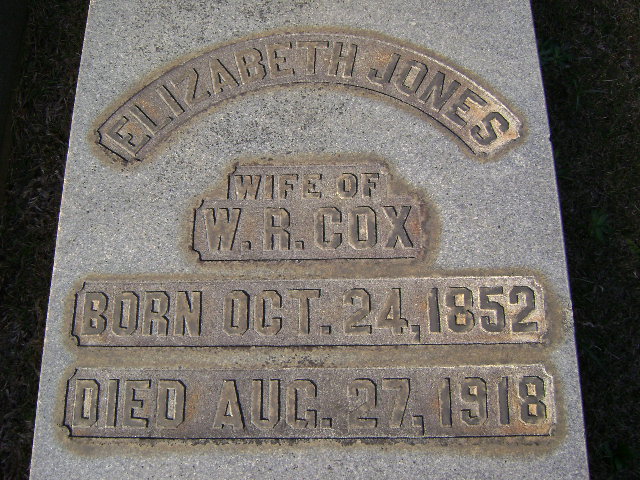 ELIZABETH JONES
WIFE OF
W. R. COX
BORN OCT. 24, 1852
DIED AUG. 27, 1918